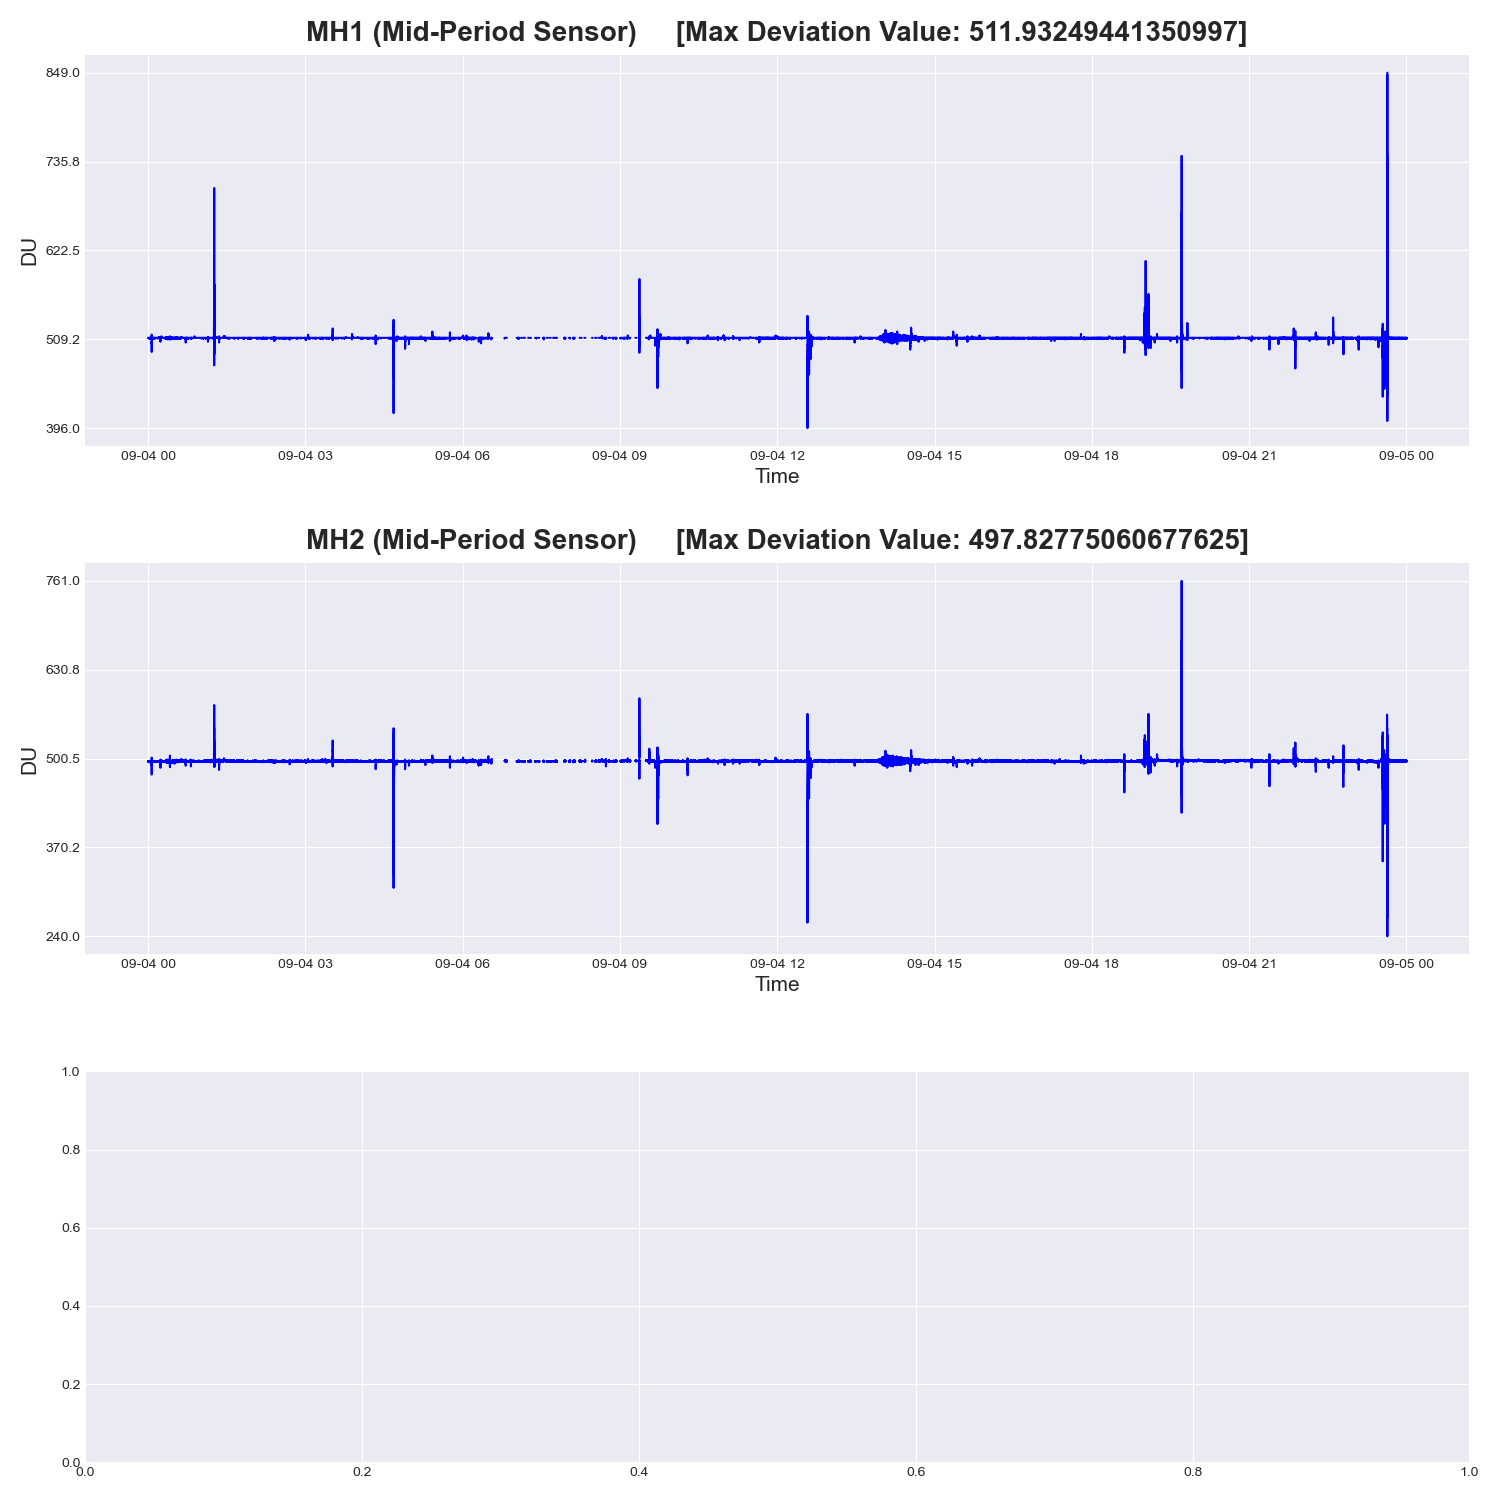 MH1 (Mid-Period Sensor) [Max Deviation Value: 511.93249441350997]
849.0
735.8
622.5
509.2
396.0
DU
09-04 00 09-04 03 09-04 06 09-04 09 09-04 12 09-04 15 09-04 18 09-04 21 09-05 00
Time
MH2 (Mid-Period Sensor) [Max Deviation Value: 497.82775060677625]
761.0
630.8
500.5
370.2
240.0
DU
09-04 00 09-04 03 09-04 06 09-04 09 09-04 12 09-04 15 09-04 18 09-04 21 09-05 00
Time
1.0
0.8
0.6
0.4
0.2
0.0
0.0 0.2 0.4 0.6 0.8 1.0